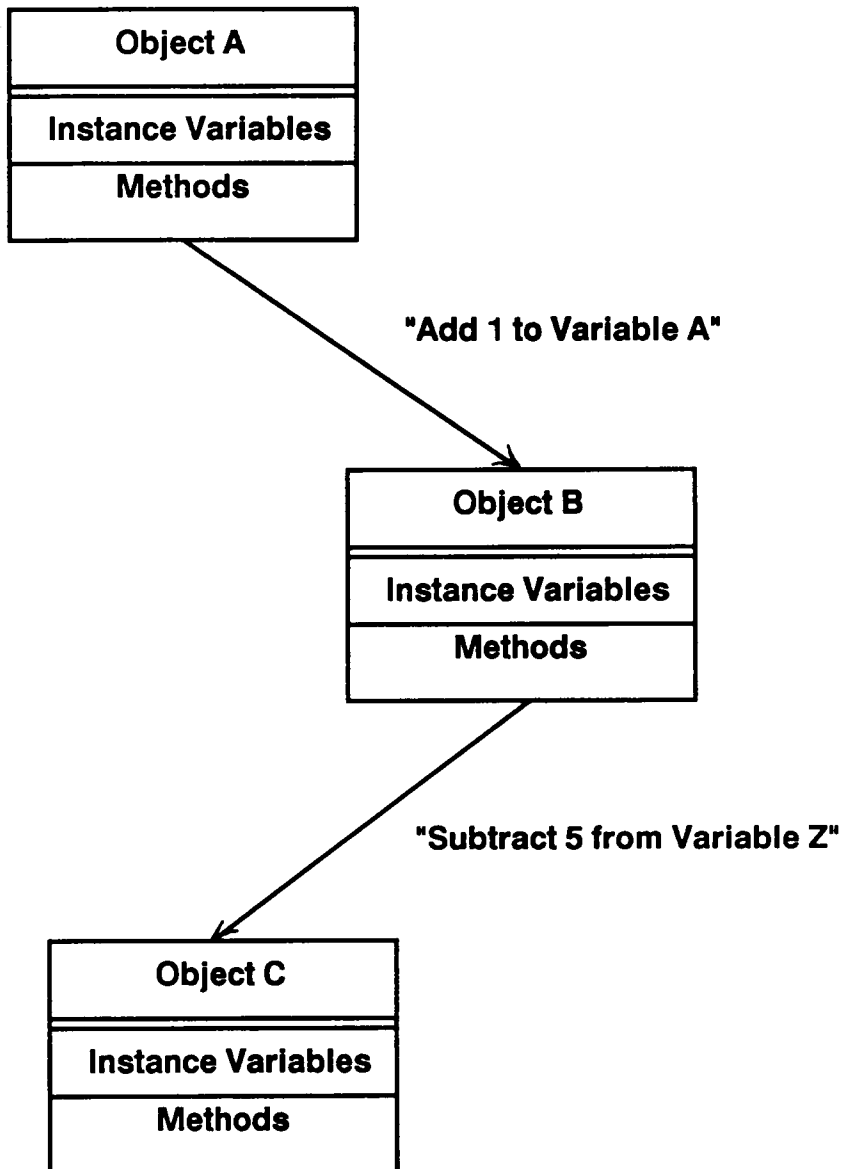 Object A
Instance Variables
Methods
"Add 1 to Variable A"
Object B
Instance Variables
Methods
"Subtract 5 from Variable Z"
Object C
Instance Variables
Methods